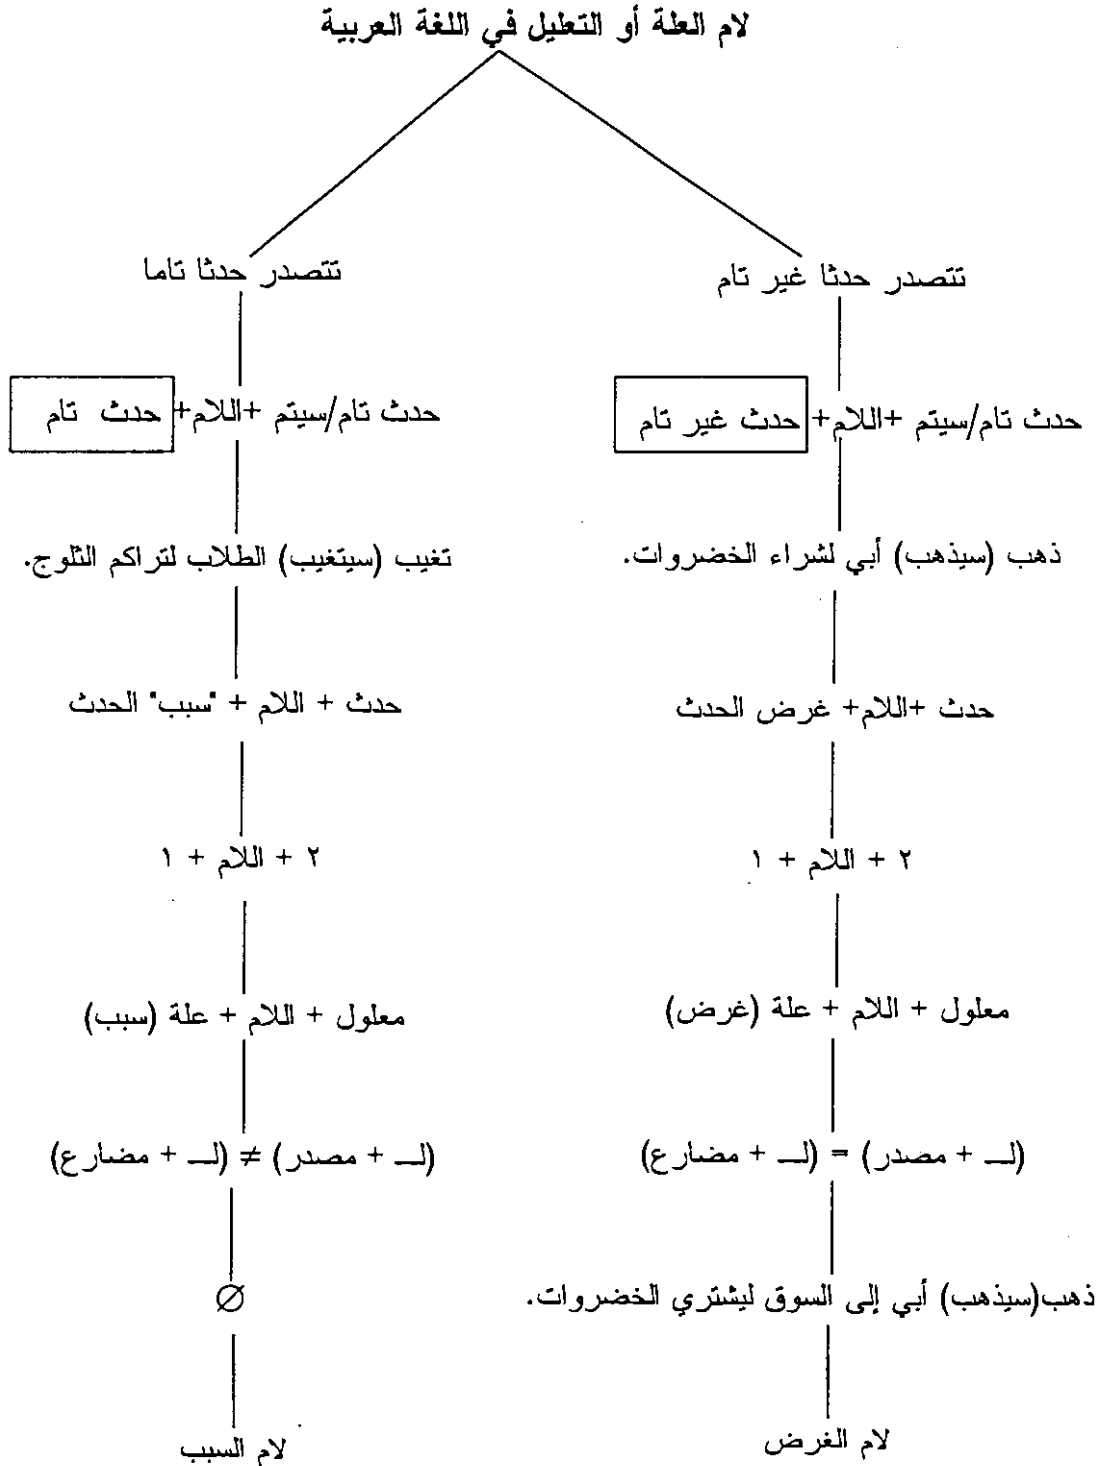 لام العلة أو التعليل في اللغة العربية
تتصدر حدثا غير تام
تتصدر حدثا تاما
حدث تام/سيتم +اللام+ حدث غير تام
حدث تام/سيتم +اللام+ حدث تام
ذهب (سيذهب) أبي لشراء الخضروات.
تغيب (سيتغيب) الطلاب لتراكم الثلوج.
حدث +اللام+ غرض الحدث
حدث + اللام + "سبب" الحدث
٢ + اللام + ١
٢ + اللام + ١
معلول + اللام + علة (غرض)
معلول + اللام + علة (سبب)
(لـ + مصدر) = (لـ + مضارع)
(لـ + مصدر) ≠ (لـ + مضارع)
ذهب(سيذهب) أبي إلى السوق ليشتري الخضروات.
∅
لام الغرض
لام السبب